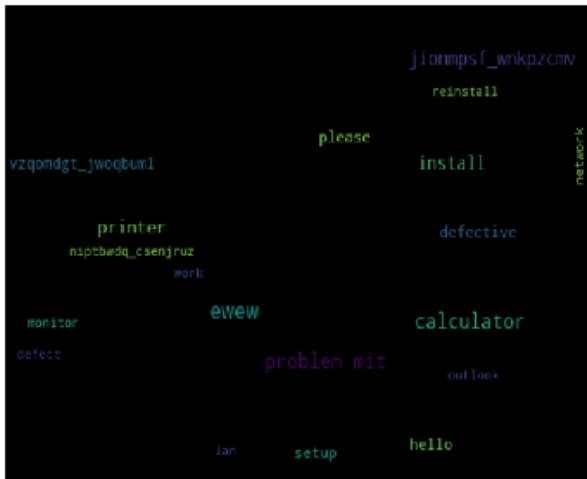 jionmpsf_wnkpzcmv
reinstall
network
please
vzqomdgt_jwoqbuml
install
printer
defective
niptbwdq_csenjruz
work
ewew
monitor
calculator
defect
problem mit
outlook
hello
lan
setup